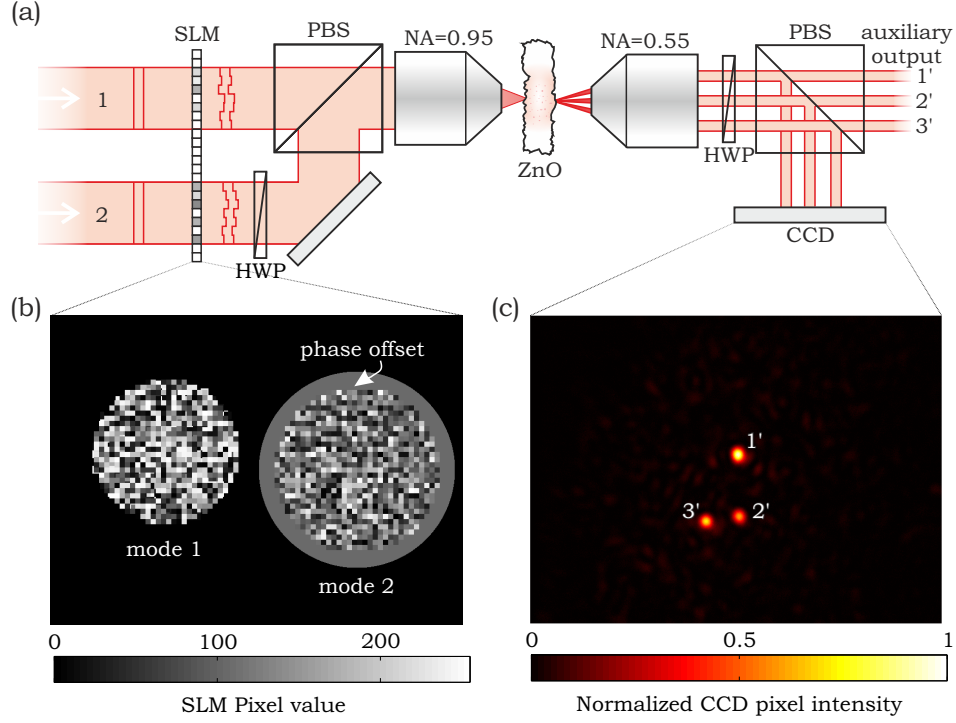 (a)
SLM
PBS
NA=0.95
NA=0.55
PBS
auxiliary
output
1
1'
2'
3'
ZnO
HWP
2
HWP
CCD
(b)
(c)
phase offset
mode 1
mode 2
1'
3'
2'
0
100
200
SLM Pixel value
0
0.5
1
Normalized CCD pixel intensity